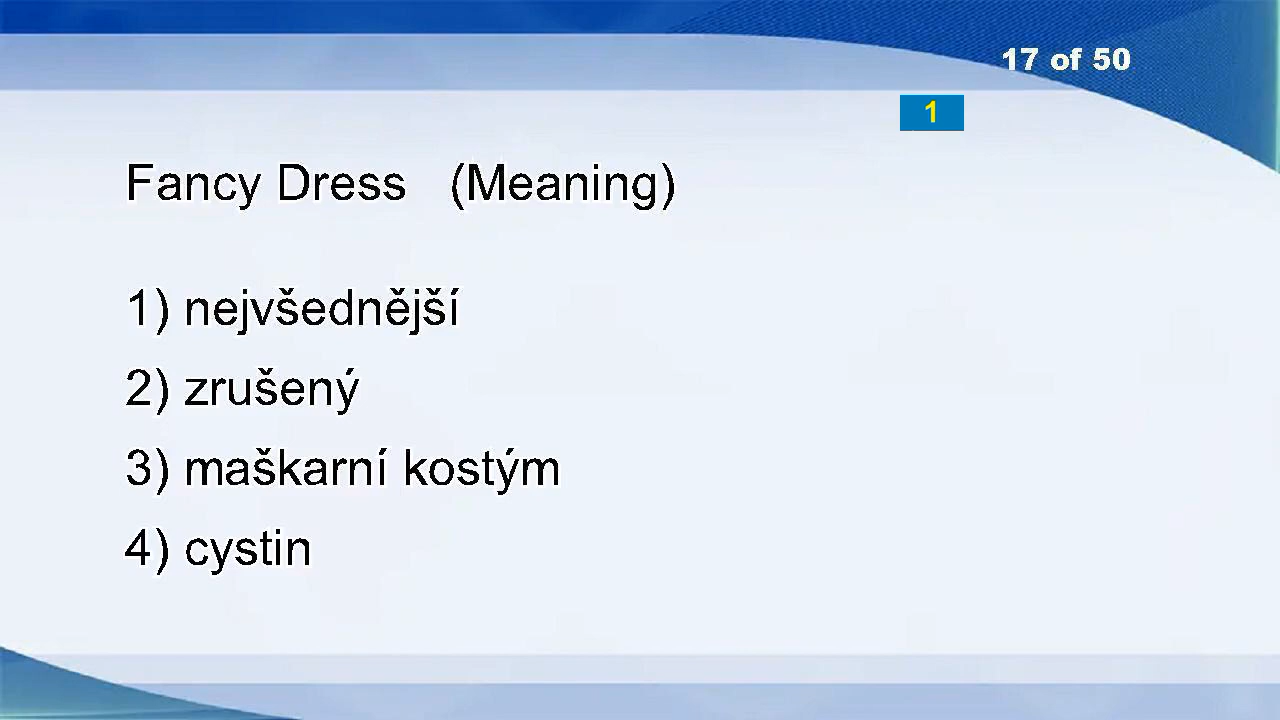 17 of 50
1
Fancy Dress (Meaning)
1) nejvšednější
2) zrušený
3) maškarní kostým
4) cystin